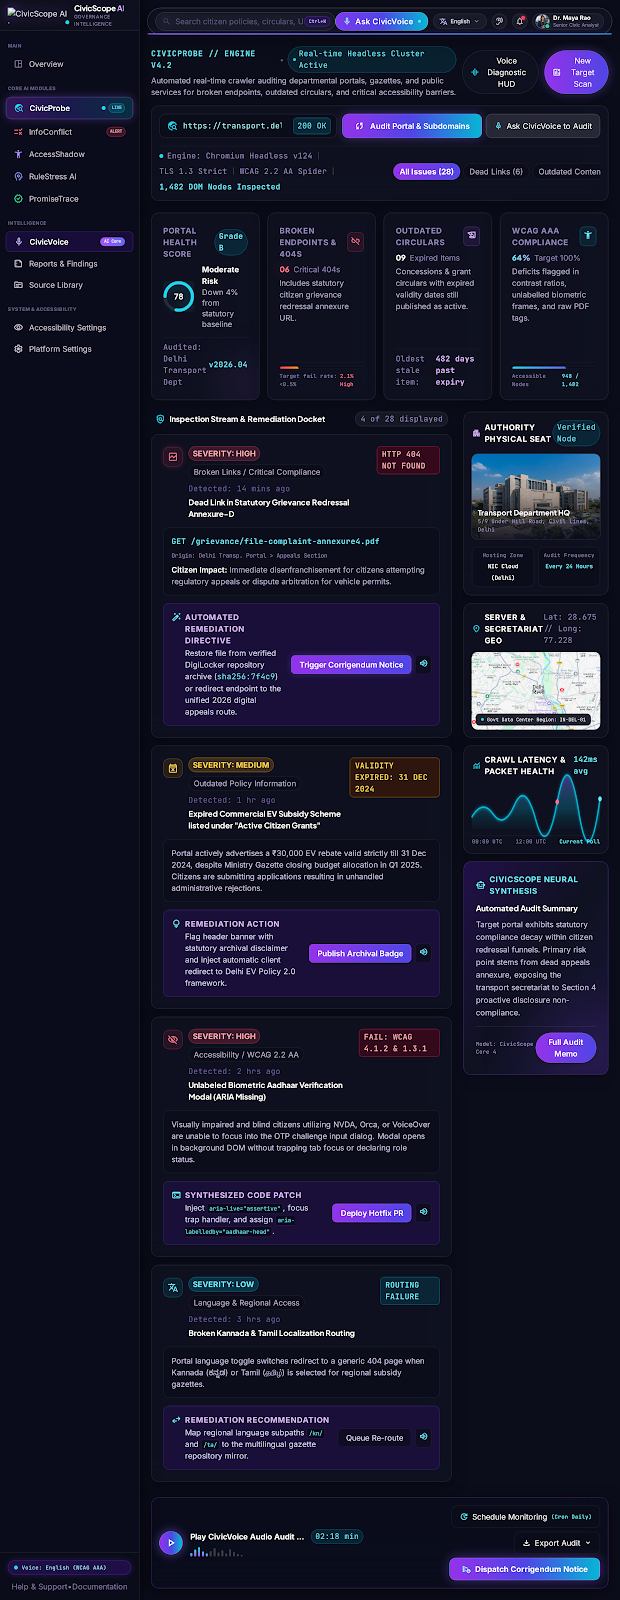 CivicScope AI
CivicScope AI
GOVERNANCE
INTELLIGENCE
Search citizen policies, circulars, U
Ctrl+K
Ask CivicVoice
English
Dr. Maya Rao
Senior Civic Analyst
MAIN
Overview
CORE AI MODULES
CivicProbe
LIVE
InfoConflict
ALERT
AccessShadow
RuleStress AI
PromiseTrace
INTELLIGENCE
CivicVoice
AI Core
Reports & Findings
Source Library
SYSTEM & ACCESSIBILITY
Accessibility Settings
Platform Settings
CIVICPROBE // ENGINE
V4.2
Real-time Headless Cluster
Active
Automated real-time crawler auditing departmental portals, gazettes, and public
services for broken endpoints, outdated circulars, and accessibility barriers.
Voice
Diagnostic
HUD
New
Target
Scan
https://transport.del
200 OK
Audit Portal & Subdomains
Ask CivicVoice to Audit
Engine: Chromium Headless v124 |
TLS 1.3 Strict | WCAG 2.2 AA Spider |
1,482 DOM Nodes Inspected
All Issues (28)
Dead Links (6)
Outdated Conten
PORTAL
HEALTH
SCORE
Grade
B
78
Moderate
Risk
Down 4%
from
statutory
baseline
Audited:
Delhi
Transport
Dept
v2026.04
BROKEN
ENDPOINTS &
404S
06 Critical 404s
Includes statutory
citizen grievance
redressal annexure
URL.
Target fail rate:
<0.5%
2.1%
High
OUTDATED
CIRCULARS
09 Expired Items
Concessions & grant
circulars with expired
validity dates still
published as active.
Oldest
stale
item:
482 days
past
expiry
WCAG AAA
COMPLIANCE
64% Target 100%
Deficits flagged in
contrast ratios,
unlabelled biometric
frames, and raw PDF
tags.
Accessible
Nodes
948 /
1,482
Inspection Stream & Remediation Docket
4 of 28 displayed
SEVERITY: HIGH
Broken Links / Critical Compliance
Detected: 14 mins ago
Dead Link in Statutory Grievance Redressal
Annexure-D
HTTP 404
NOT FOUND
GET /grievance/file-complaint-annexure4.pdf
Origin: Delhi Transp. Portal > Appeals Section
Citizen Impact: Immediate disenfranchisement for citizens attempting
regulatory appeals or dispute arbitration for vehicle permits.
AUTOMATED
REMEDIATION
DIRECTIVE
Restore file from verified
DigiLocker repository
archive (sha256:7f4c9)
or redirect endpoint to the
unified 2026 digital
appeals route.
Trigger Corrigendum Notice
SEVERITY: MEDIUM
Outdated Policy Information
Detected: 1 hr ago
Expired Commercial EV Subsidy Scheme
listed under "Active Citizen Grants"
VALIDITY
EXPIRED: 31 DEC
2024
Portal actively advertises a ₹30,000 EV rebate valid strictly till 31 Dec
2024, despite Ministry Gazette closing budget allocation in Q1 2025.
Citizens are submitting applications resulting in unhandled
administrative rejections.
REMEDIATION ACTION
Flag header banner with
statutory archival disclaimer
and inject automatic client
redirect to Delhi EV Policy 2.0
framework.
Publish Archival Badge
SEVERITY: HIGH
Accessibility / WCAG 2.2 AA
Detected: 2 hrs ago
Unlabeled Biometric Aadhaar Verification
Modal (ARIA Missing)
FAIL: WCAG
4.1.2 & 1.3.1
Visually impaired and blind citizens utilizing NVDA, Orca, or VoiceOver
are unable to focus into the OTP challenge input dialog. Modal opens
in background DOM without trapping tab focus or declaring role
status.
SYNTHESIZED CODE PATCH
Inject aria-live="assertive", focus
trap handler, and assign aria-
labelledby="aadhaar-head".
Deploy Hotfix PR
SEVERITY: LOW
Language & Regional Access
Detected: 3 hrs ago
Broken Kannada & Tamil Localization Routing
ROUTING
FAILURE
Portal language toggle switches redirect to a generic 404 page when
Kannada (ಕನ್ನಡ) or Tamil (தமிழ்) is selected for regional subsidy
gazettes.
REMEDIATION RECOMMENDATION
Map regional language subpaths /kn/
and /ta/ to the multilingual gazette
repository mirror.
Queue Re-route
AUTHORITY
PHYSICAL SEAT
Verified
Node
Transport Department HQ
5/9 Under Hill Road, Civil Lines,
Delhi
Hosting Zone
NIC Cloud
(Delhi)
Audit Frequency
Every 24 Hours
SERVER &
SECRETARIAT
GEO
Lat: 28.675
// Long:
77.228
Delhi
Govt Data Center Region: IN-DEL-01
CRAWL LATENCY &
PACKET HEALTH
142ms
avg
00:00 UTC
12:00 UTC
Current Poll
CIVICSCOPE NEURAL
SYNTHESIS
Automated Audit Summary
Target portal exhibits statutory
compliance decay within citizen
redressal funnels. Primary risk
point stems from dead appeals
annexure, exposing the
transport secretariat to Section 4
proactive disclosure non-
compliance.
Model: CivicScope
Core 4
Full Audit
Memo
Play CivicVoice Audio Audit ...
02:18 min
Schedule Monitoring (Cron Daily)
Export Audit
Dispatch Corrigendum Notice
Voice: English (WCAG AAA)
Help & Support•Documentation